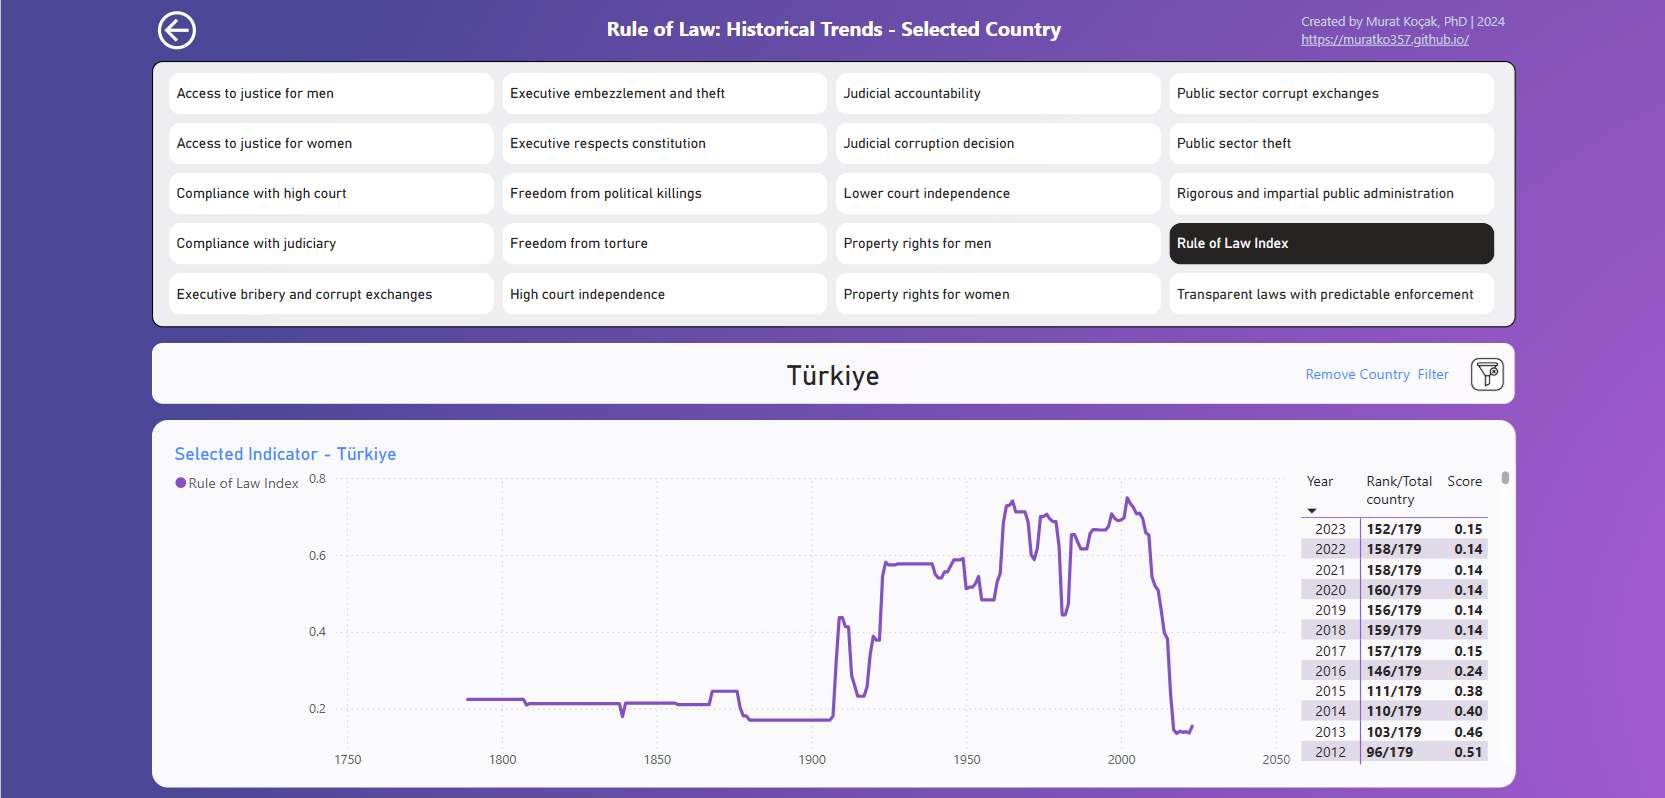 Rule of Law: Historical Trends - Selected Country
Created by Murat Koçak, PhD | 2024
https://muratko357.github.io/
Access to justice for men
Executive embezzlement and theft
Judicial accountability
Public sector corrupt exchanges
Access to justice for women
Executive respects constitution
Judicial corruption decision
Public sector theft
Compliance with high court
Freedom from political killings
Lower court independence
Rigorous and impartial public administration
Compliance with judiciary
Freedom from torture
Property rights for men
Rule of Law Index
Executive bribery and corrupt exchanges
High court independence
Property rights for women
Transparent laws with predictable enforcement
Türkiye
Remove Country Filter
Selected Indicator - Türkiye
Rule of Law Index
0.8
0.6
0.4
0.2
1750 1800 1850 1900 1950 2000 2050
Year Rank/Total country Score
2023 152/179 0.15
2022 158/179 0.14
2021 158/179 0.14
2020 160/179 0.14
2019 156/179 0.14
2018 159/179 0.14
2017 157/179 0.15
2016 146/179 0.24
2015 111/179 0.38
2014 110/179 0.40
2013 103/179 0.46
2012 96/179 0.51